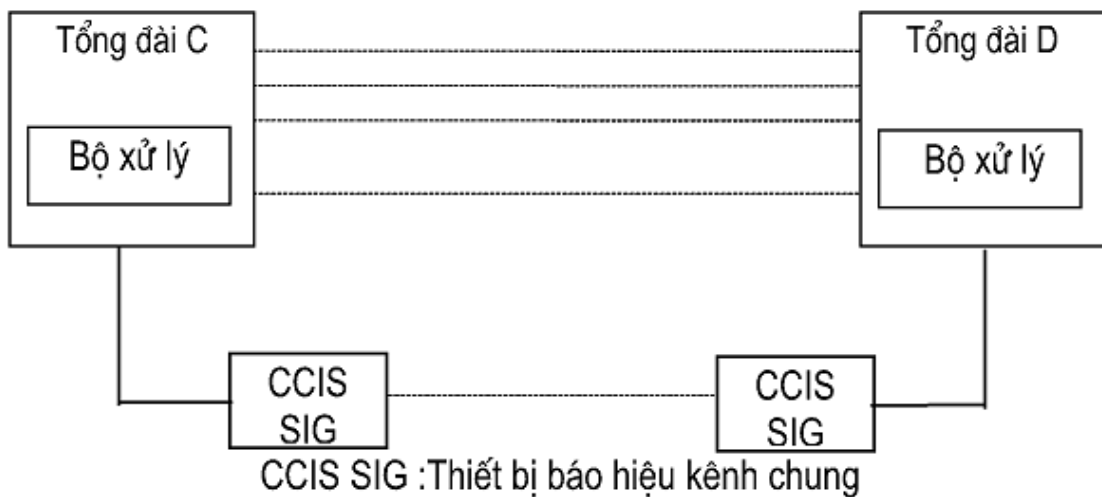 Tổng đài C
Tổng đài D
Bộ xử lý
Bộ xử lý
CCIS
SIG
CCIS
SIG
CCIS SIG :Thiết bị báo hiệu kênh chung